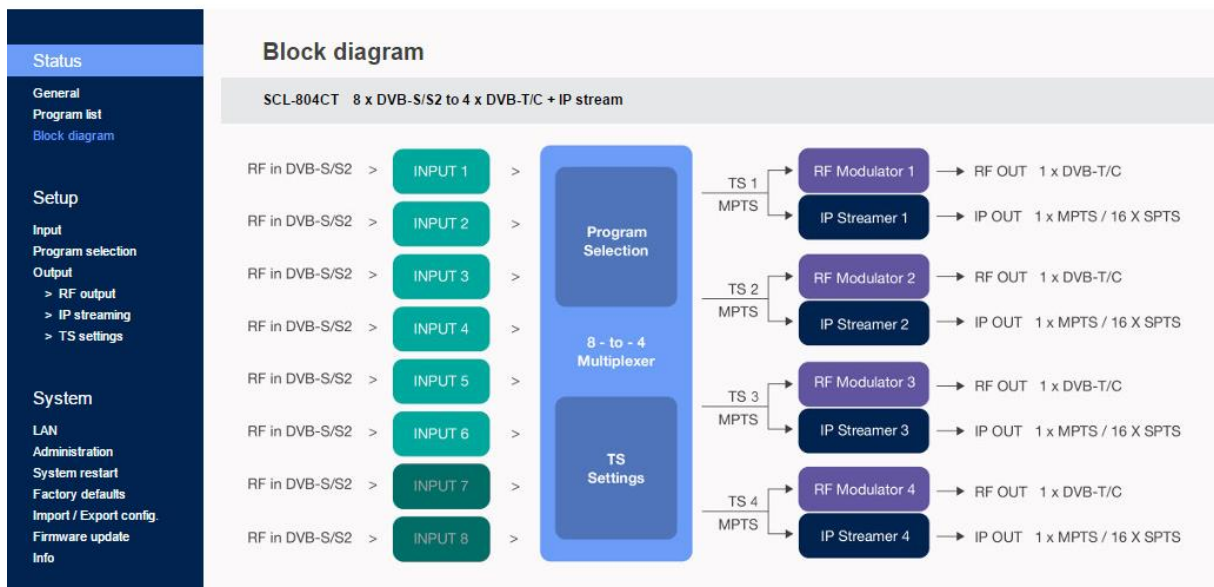 Status
General
Program list
Block diagram
Setup
Input
Program selection
Output
> RF output
> IP streaming
> TS settings
System
LAN
Administration
System restart
Factory defaults
Import / Export config.
Firmware update
Info
Block diagram
SCL-804CT 8 x DVB-S/S2 to 4 x DVB-T/C + IP stream
RF in DVB-S/S2 > INPUT 1 >
RF in DVB-S/S2 > INPUT 2 >
RF in DVB-S/S2 > INPUT 3 >
RF in DVB-S/S2 > INPUT 4 >
RF in DVB-S/S2 > INPUT 5 >
RF in DVB-S/S2 > INPUT 6 >
RF in DVB-S/S2 > INPUT 7 >
RF in DVB-S/S2 > INPUT 8 >
Program
Selection
8 - to - 4
Multiplexer
TS
Settings
TS 1
MPTS
RF Modulator 1 RF OUT 1 x DVB-T/C
IP Streamer 1 IP OUT 1 x MPTS / 16 X SPTS
TS 2
MPTS
RF Modulator 2 RF OUT 1 x DVB-T/C
IP Streamer 2 IP OUT 1 x MPTS / 16 X SPTS
TS 3
MPTS
RF Modulator 3 RF OUT 1 x DVB-T/C
IP Streamer 3 IP OUT 1 x MPTS / 16 X SPTS
TS 4
MPTS
RF Modulator 4 RF OUT 1 x DVB-T/C
IP Streamer 4 IP OUT 1 x MPTS / 16 X SPTS